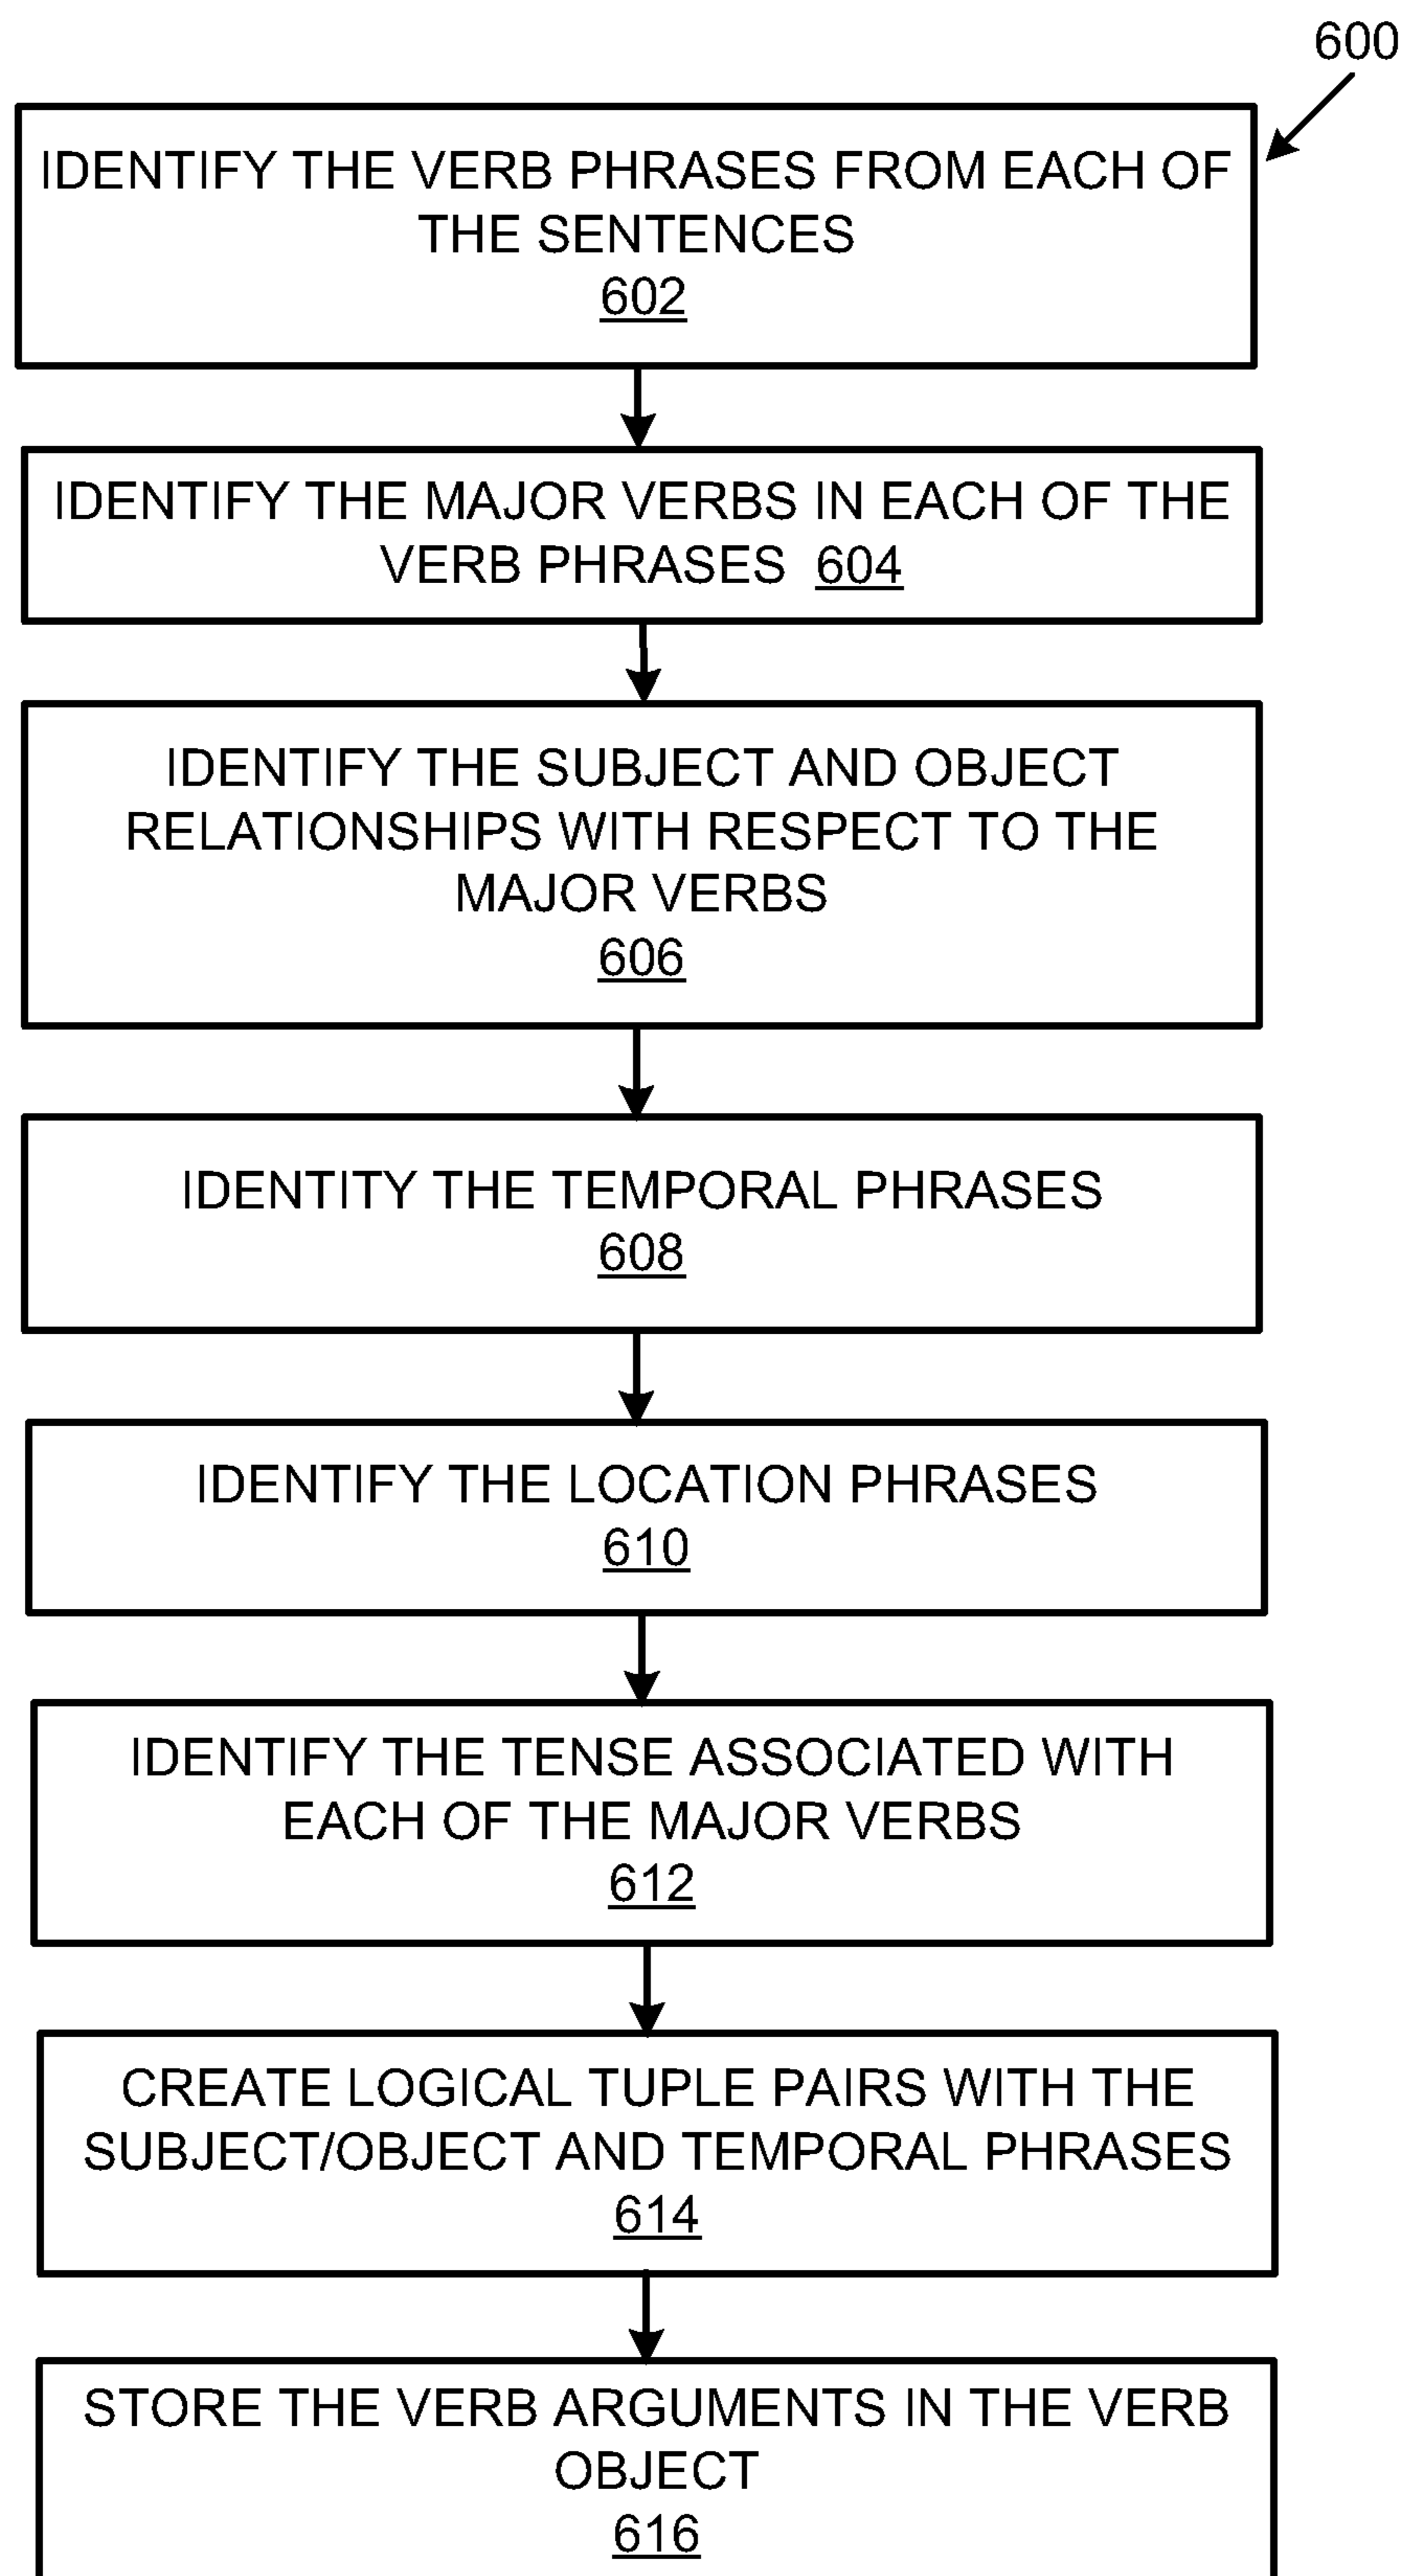 600
IDENTIFY THE VERB PHRASES FROM EACH OF
THE SENTENCES
602
IDENTIFY THE MAJOR VERBS IN EACH OF THE
VERB PHRASES 604
IDENTIFY THE SUBJECT AND OBJECT
RELATIONSHIPS WITH RESPECT TO THE
MAJOR VERBS
606
IDENTITY THE TEMPORAL PHRASES
608
IDENTIFY THE LOCATION PHRASES
610
IDENTIFY THE TENSE ASSOCIATED WITH
EACH OF THE MAJOR VERBS
612
CREATE LOGICAL TUPLE PAIRS WITH THE
SUBJECT/OBJECT AND TEMPORAL PHRASES
614
STORE THE VERB ARGUMENTS IN THE VERB
OBJECT
616